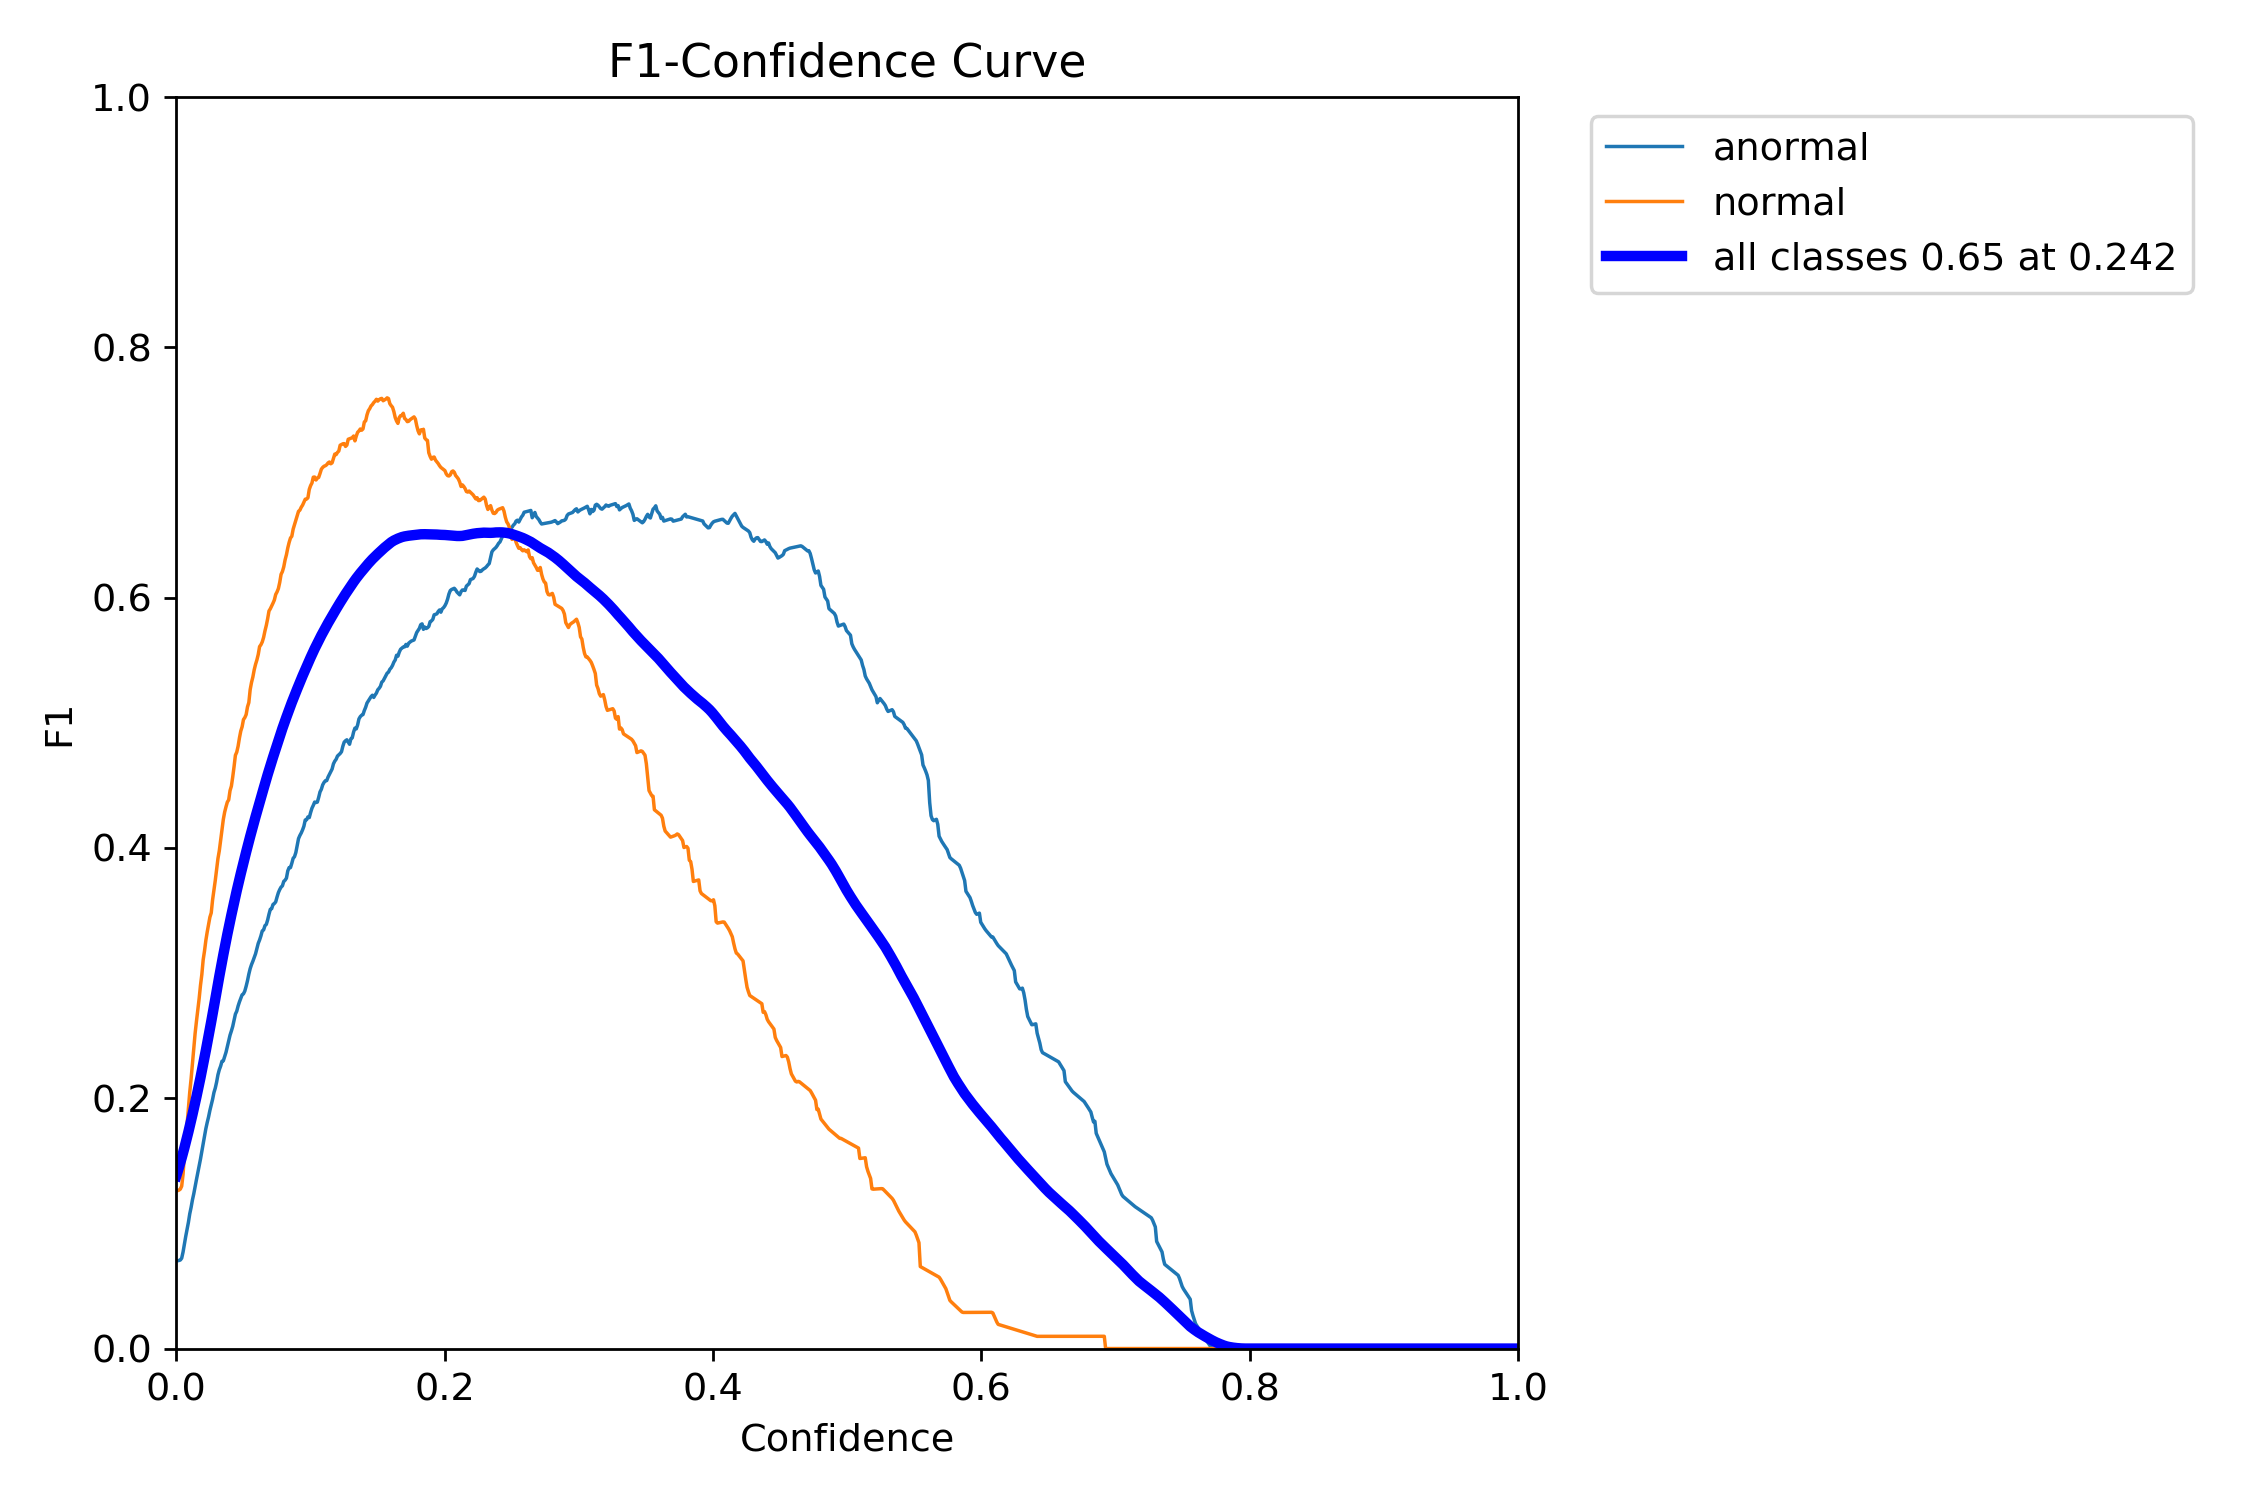 F1-Confidence Curve
1.0
0.8
0.6
0.4
0.2
0.0
F1
0.0 0.2 0.4 0.6 0.8 1.0
Confidence
anormal
normal
all classes 0.65 at 0.242